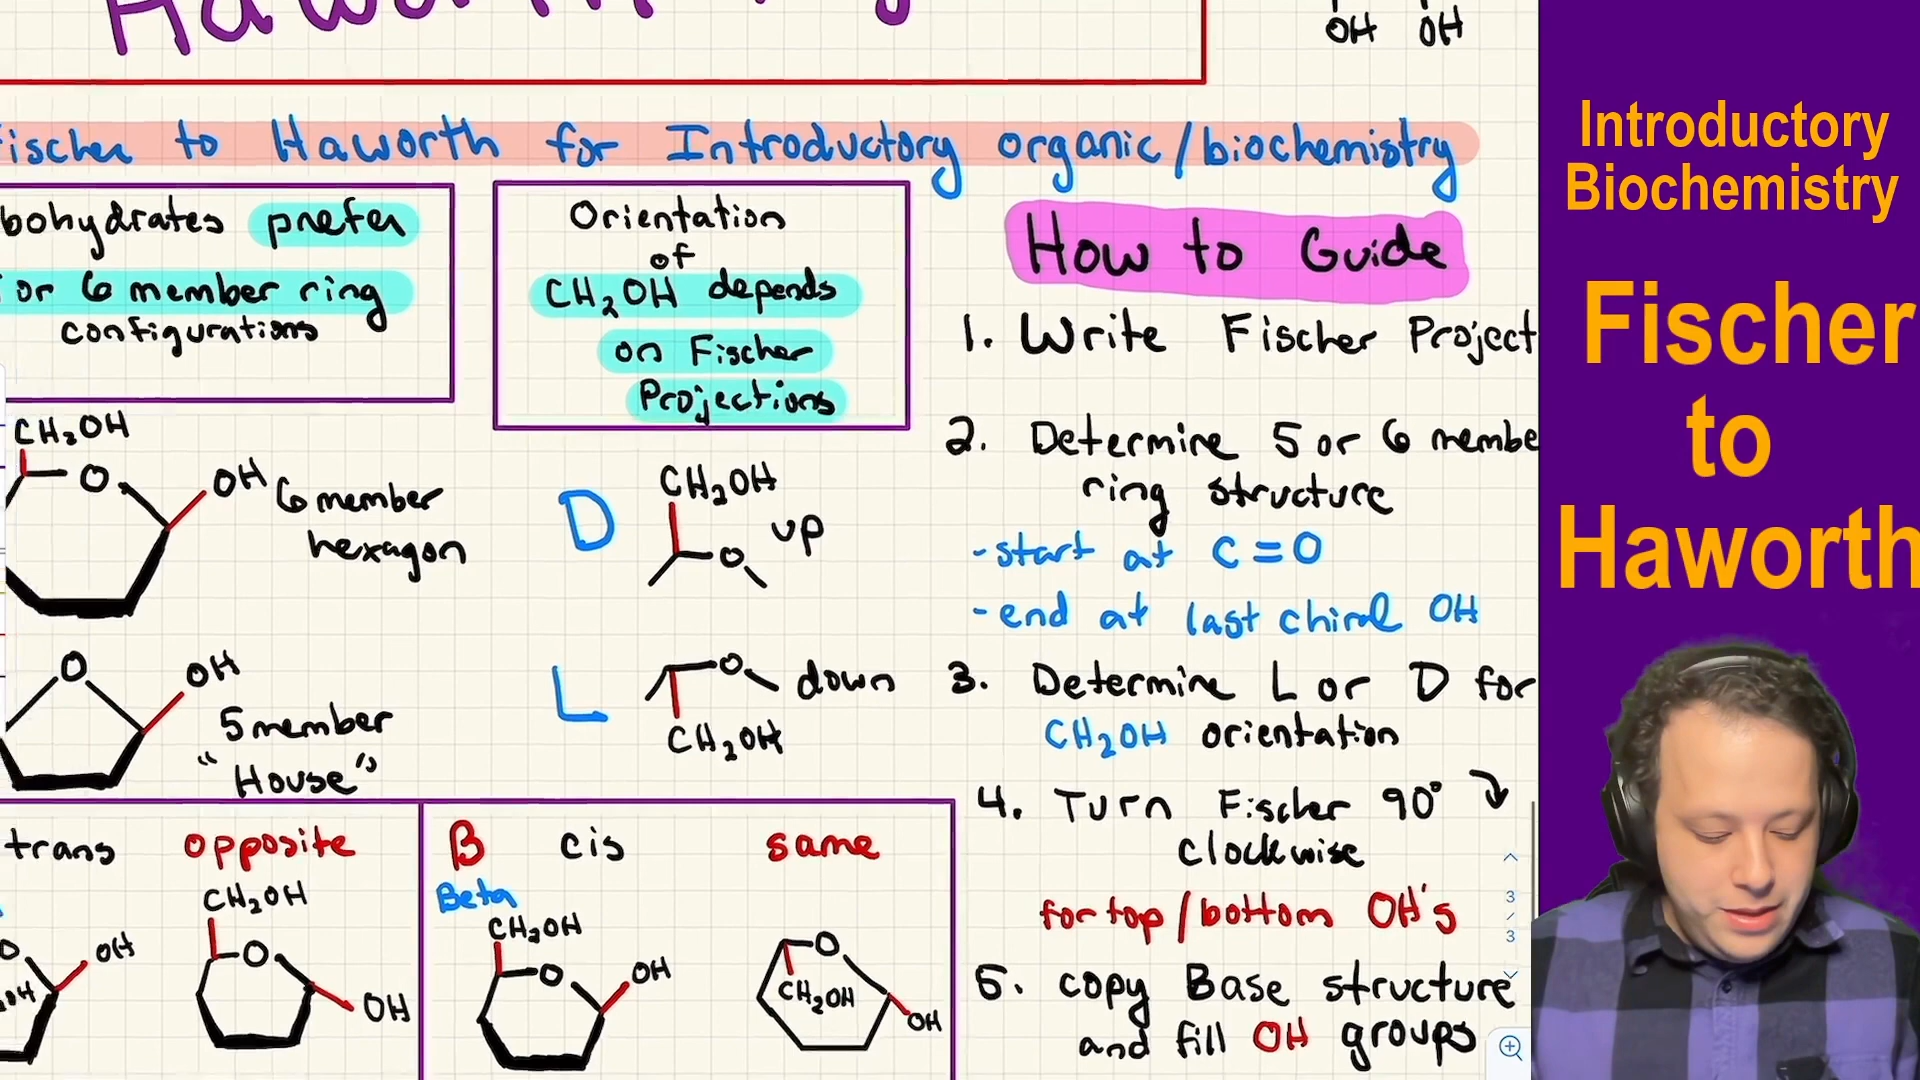 OH OH
Fischer to Haworth for Introductory organic/biochemistry
bohydrates prefer
or 6 member ring
configurations
Orientation
of
CH₂OH depends
on Fischer
Projections
How to Guide
1. Write Fischer Project
2. Determine 5 or 6 membe
ring structure
-start at C=O
-end at last chiral OH
3. Determine L or D for
CH₂OH orientation
4. Turn Fischer 90°
clockwise
for top/bottom OH's
5. copy Base structure
and fill OH groups
CH₂OH
O
OH
6 member
hexagon
O
OH
5 member
"House"
D
CH₂OH
up
O
L
O
down
CH₂OH
trans opposite
O
OH
CH₂OH
O
OH
B cis same
Beta
CH₂OH
O
OH
O
CH₂OH
OH
3
/
3
Introductory
Biochemistry
Fischer
to
Haworth